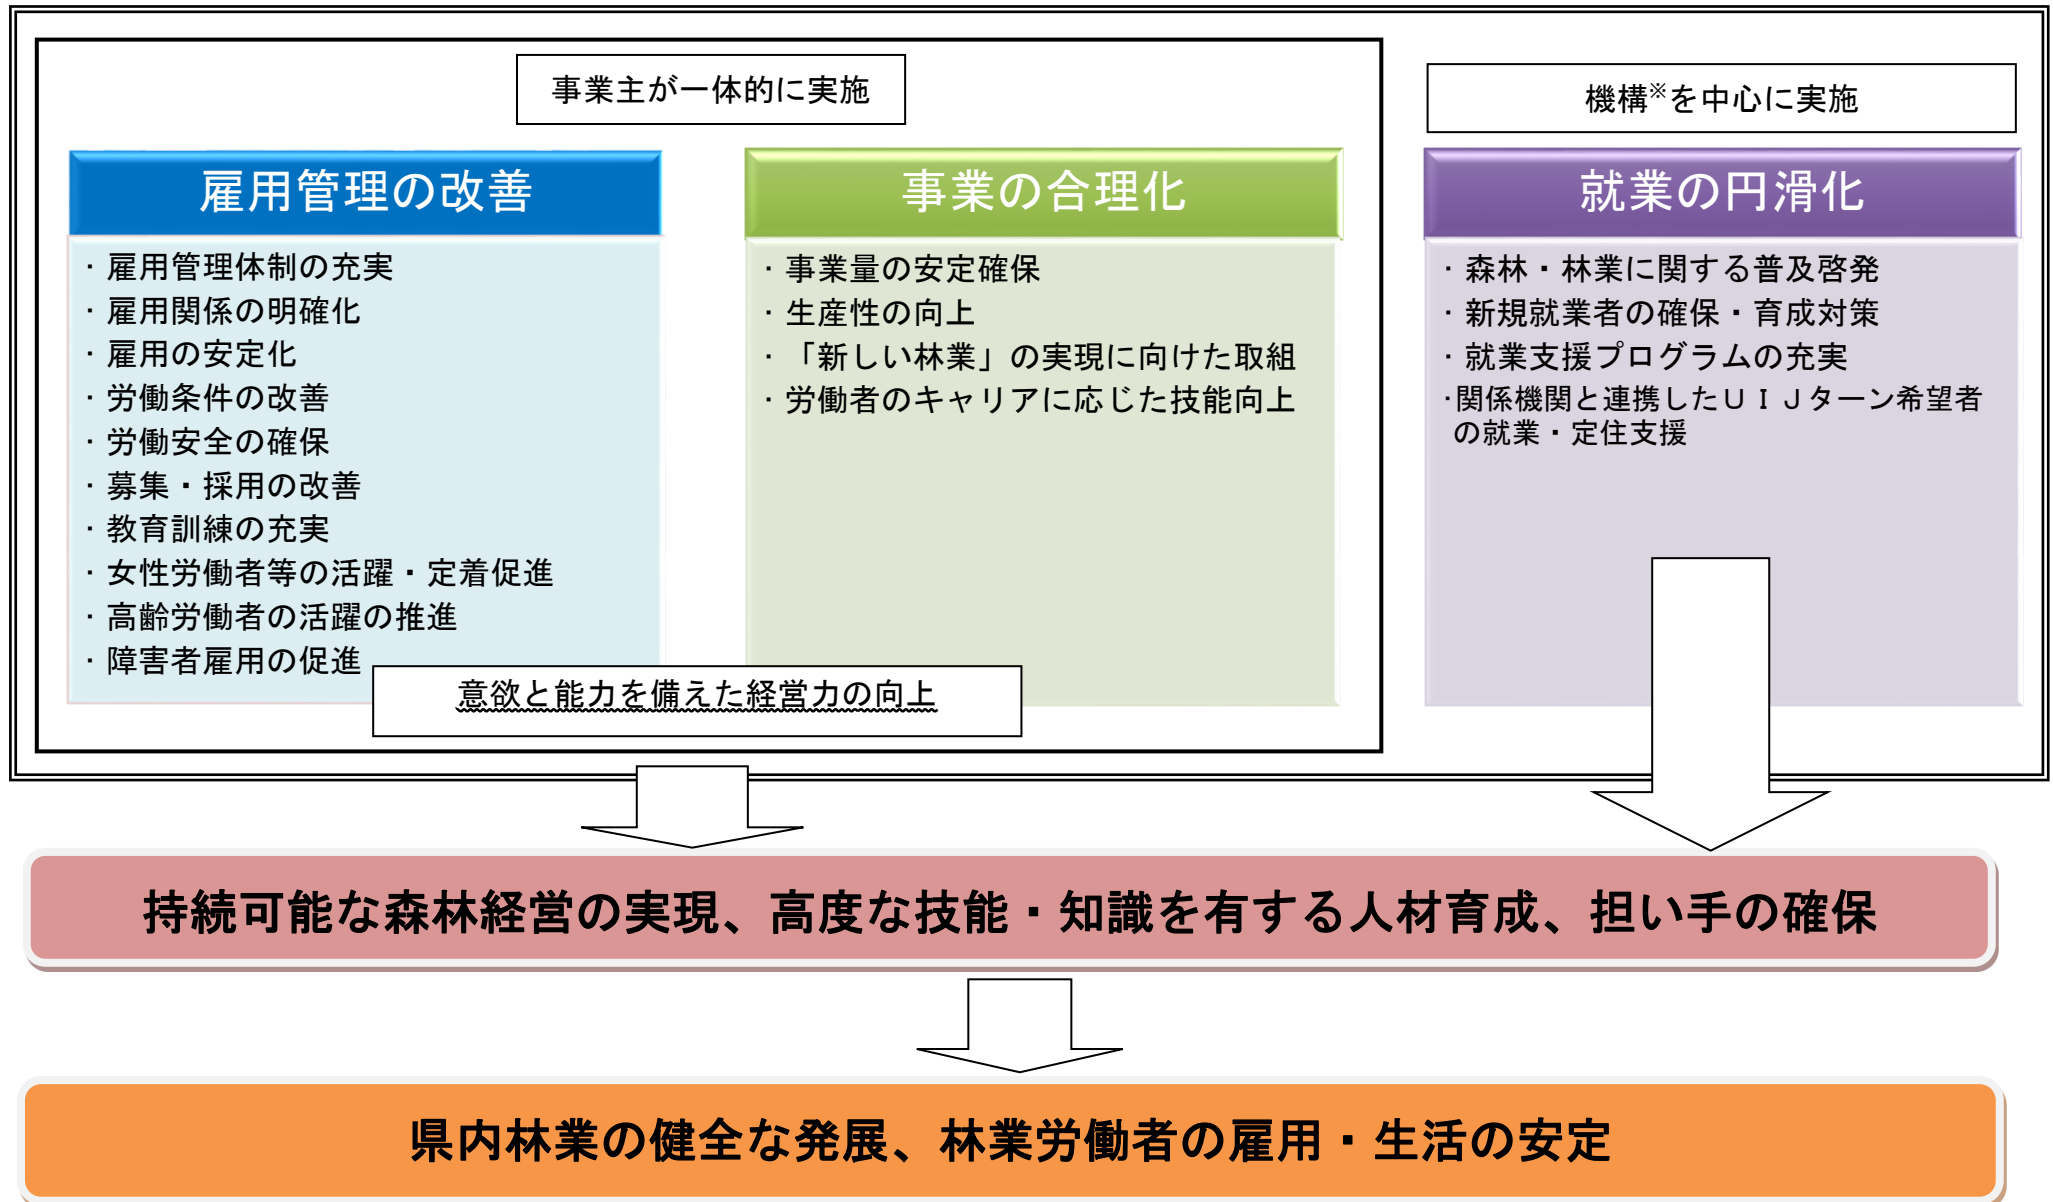 事業主が一体的に実施
機構※を中心に実施
雇用管理の改善
・雇用管理体制の充実
・雇用関係の明確化
・雇用の安定化
・労働条件の改善
・労働安全の確保
・募集・採用の改善
・教育訓練の充実
・女性労働者等の活躍・定着促進
・高齢労働者の活躍の推進
・障害者雇用の促進
事業の合理化
・事業量の安定確保
・生産性の向上
・「新しい林業」の実現に向けた取組
・労働者のキャリアに応じた技能向上
意欲と能力を備えた経営力の向上
就業の円滑化
・森林・林業に関する普及啓発
・新規就業者の確保・育成対策
・就業支援プログラムの充実
・関係機関と連携したＵＩＪターン希望者
の就業・定住支援
持続可能な森林経営の実現、高度な技能・知識を有する人材育成、担い手の確保
県内林業の健全な発展、林業労働者の雇用・生活の安定